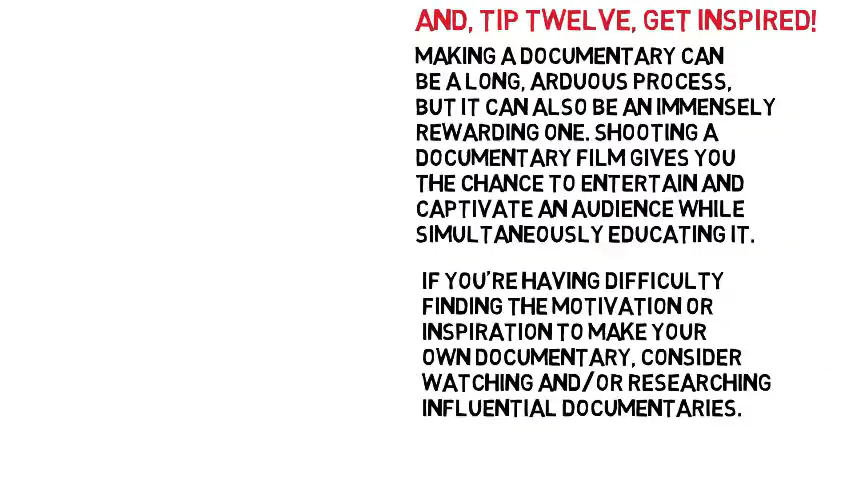 AND, TIP TWELVE, GET INSPIRED!
MAKING A DOCUMENTARY CAN
BE A LONG, ARDUOUS PROCESS,
BUT IT CAN ALSO BE AN IMMENSELY
REWARDING ONE. SHOOTING A
DOCUMENTARY FILM GIVES YOU
THE CHANCE TO ENTERTAIN AND
CAPTIVATE AN AUDIENCE WHILE
SIMULTANEOUSLY EDUCATING IT.
IF YOU'RE HAVING DIFFICULTY
FINDING THE MOTIVATION OR
INSPIRATION TO MAKE YOUR
OWN DOCUMENTARY, CONSIDER
WATCHING AND/OR RESEARCHING
INFLUENTIAL DOCUMENTARIES.